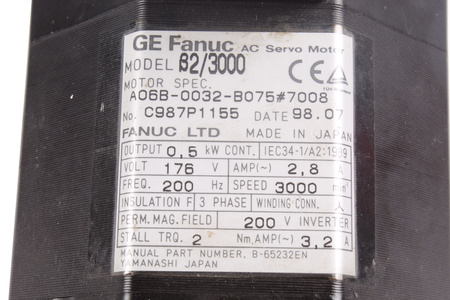 GE Fanuc AC Servo Motor
MODEL β2/3000
MOTOR SPEC.
A06B-0032-B075#7008
No. C987P1155 DATE 98.07
FANUC LTD MADE IN JAPAN
OUTPUT 0,5 kW CONT. IEC34-1/A2:1989
VOLT 176 V AMP(~) 2,8 A
FREQ. 200 Hz SPEED 3000 min
INSULATION F 3 PHASE WINDING CONN.
PERM.MAG.FIELD 200 V INVERTER
STALL TRQ. 2 Nm,AMP(~) 3,2 A
MANUAL PART NUMBER. B-65232EN
YAMANASHI JAPAN
CE